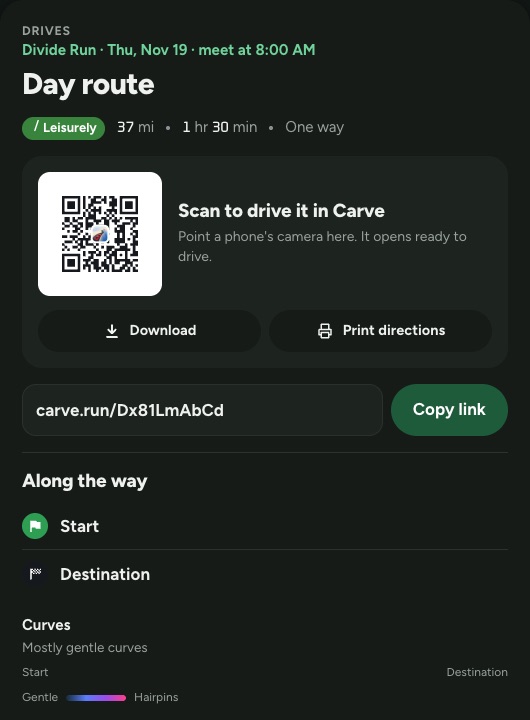 DRIVES
Divide Run · Thu, Nov 19 · meet at 8:00 AM
Day route
/ Leisurely 37 mi • 1 hr 30 min • One way
Scan to drive it in Carve
Point a phone's camera here. It opens ready to
drive.
Download
Print directions
carve.run/Dx81LmAbCd
Copy link
Along the way
Start
Destination
Curves
Mostly gentle curves
Start Destination
Gentle Hairpins